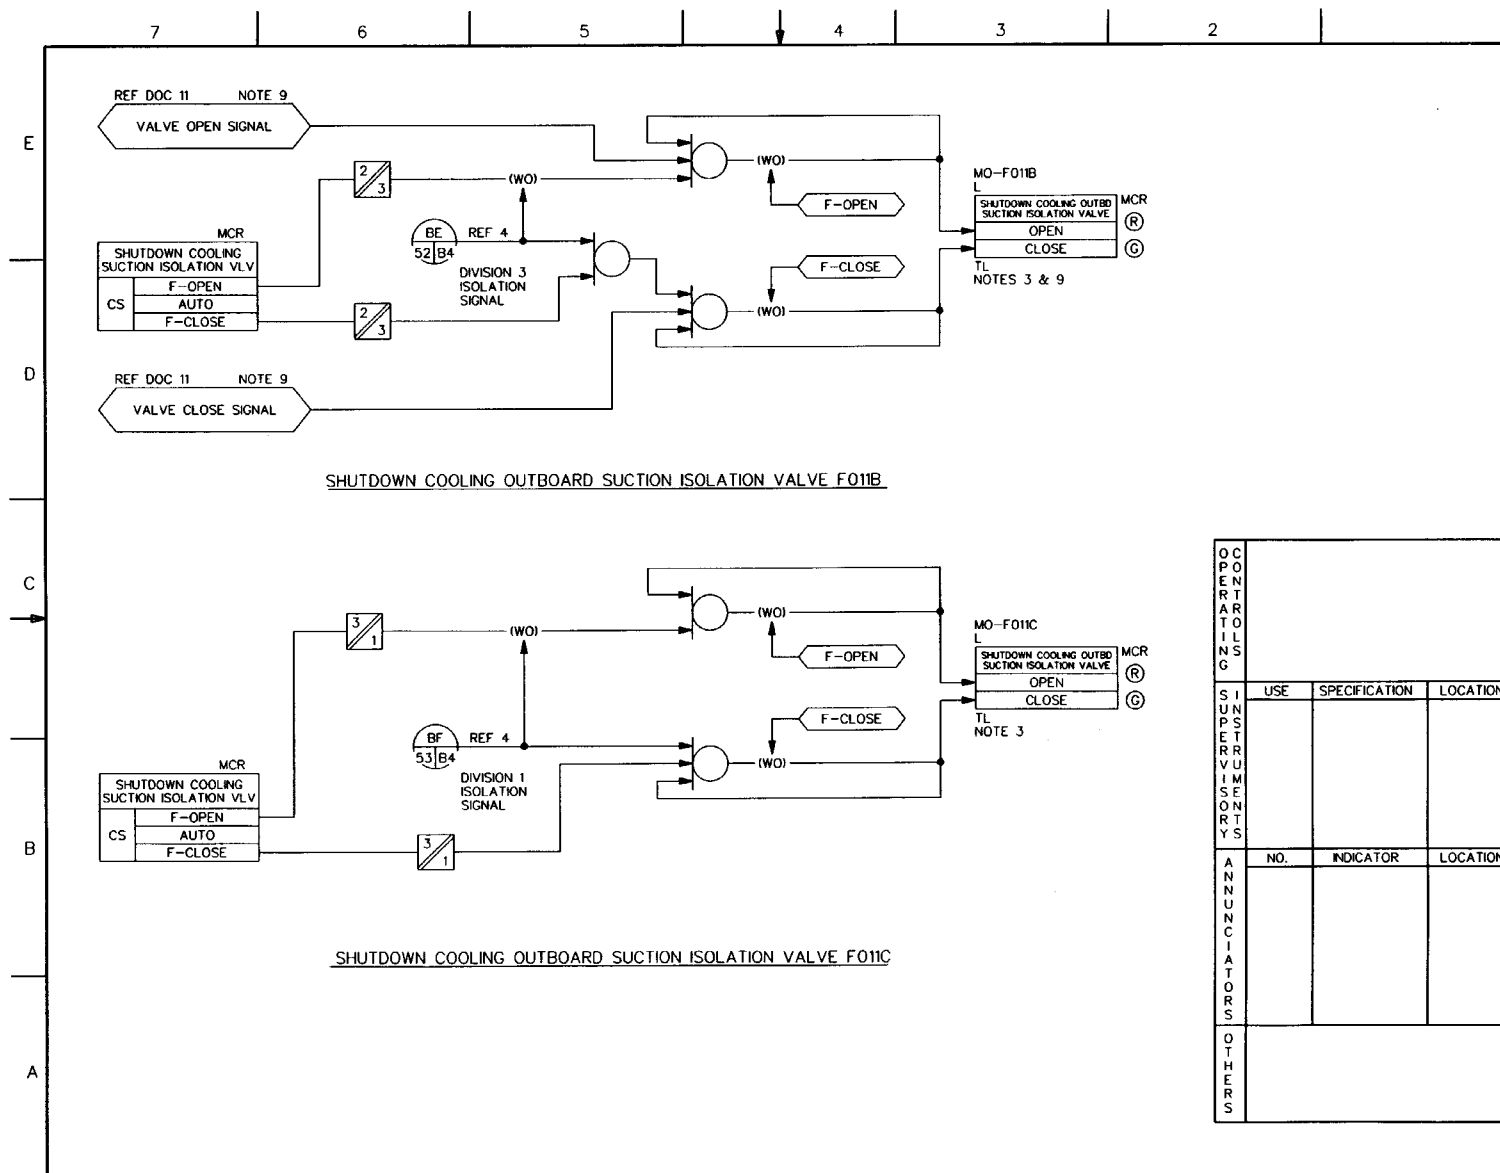 7 6 5 4 3 2
E
D
C
B
A
REF DOC 11 NOTE 9
VALVE OPEN SIGNAL
2/3
(WO)
(WO)
F-OPEN
MCR
SHUTDOWN COOLING
SUCTION ISOLATION VLV
CS
F-OPEN
AUTO
F-CLOSE
BE
52 B4
REF 4
DIVISION 3
ISOLATION
SIGNAL
2/3
F-CLOSE
(WO)
MO-F011B
L
SHUTDOWN COOLING OUTBD
SUCTION ISOLATION VALVE
MCR
OPEN
R
CLOSE
G
TL
NOTES 3 & 9
REF DOC 11 NOTE 9
VALVE CLOSE SIGNAL
SHUTDOWN COOLING OUTBOARD SUCTION ISOLATION VALVE F011B
3/1
(WO)
(WO)
F-OPEN
MO-F011C
L
SHUTDOWN COOLING OUTBD
SUCTION ISOLATION VALVE
MCR
OPEN
R
CLOSE
G
TL
NOTE 3
F-CLOSE
(WO)
BF
53 B4
REF 4
DIVISION 1
ISOLATION
SIGNAL
MCR
SHUTDOWN COOLING
SUCTION ISOLATION VLV
CS
F-OPEN
AUTO
F-CLOSE
3/1
SHUTDOWN COOLING OUTBOARD SUCTION ISOLATION VALVE F011C
OPERATING
CONTROLS
SUPERVISORY
INSTRUMENTS
USE SPECIFICATION LOCATION
ANNUNCIATORS
NO. INDICATOR LOCATION
OTHERS